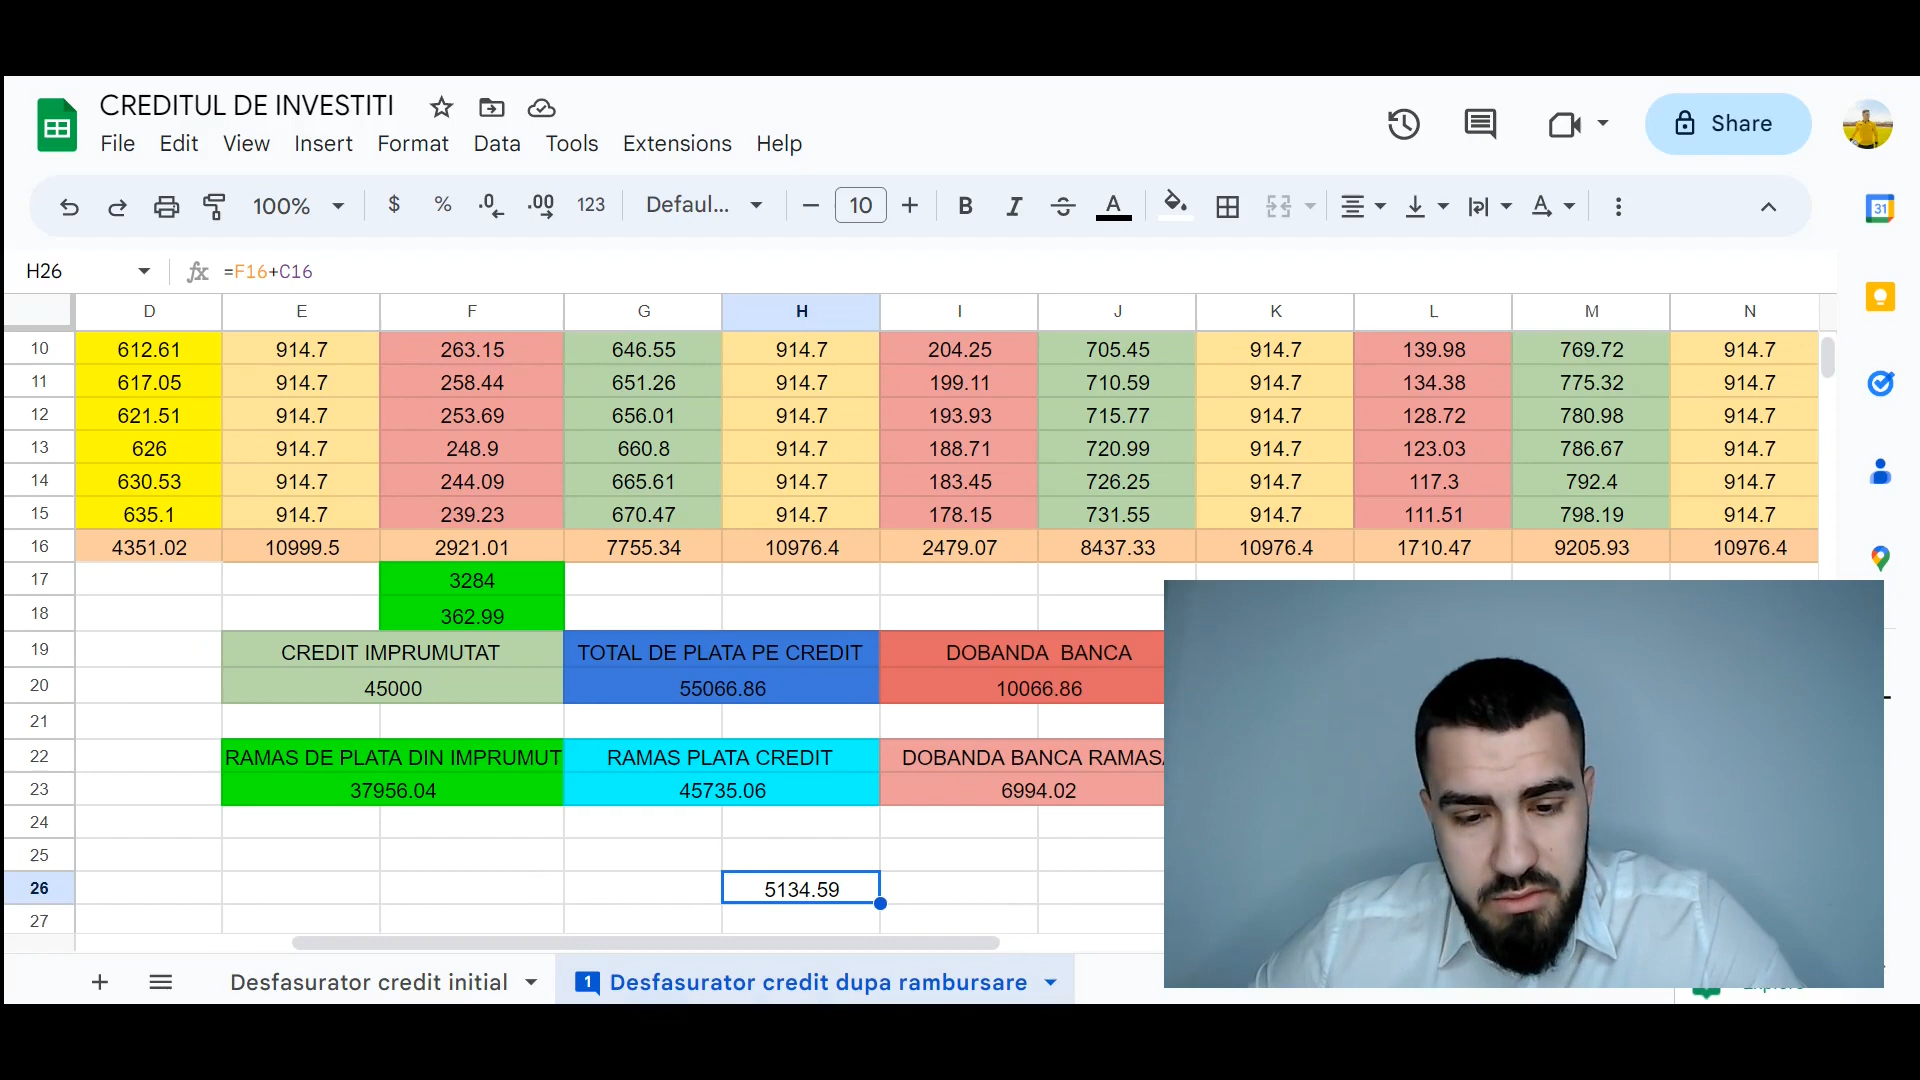 CREDITUL DE INVESTITI
File Edit View Insert Format Data Tools Extensions Help
Share
100% $ % .0 .00 123 Defaul... 10 B I A
31
H26 fx =F16+C16
D E F G H I J K L M N
10 612.61 914.7 263.15 646.55 914.7 204.25 705.45 914.7 139.98 769.72 914.7
11 617.05 914.7 258.44 651.26 914.7 199.11 710.59 914.7 134.38 775.32 914.7
12 621.51 914.7 253.69 656.01 914.7 193.93 715.77 914.7 128.72 780.98 914.7
13 626 914.7 248.9 660.8 914.7 188.71 720.99 914.7 123.03 786.67 914.7
14 630.53 914.7 244.09 665.61 914.7 183.45 726.25 914.7 117.3 792.4 914.7
15 635.1 914.7 239.23 670.47 914.7 178.15 731.55 914.7 111.51 798.19 914.7
16 4351.02 10999.5 2921.01 7755.34 10976.4 2479.07 8437.33 10976.4 1710.47 9205.93 10976.4
17 3284
18 362.99
19 CREDIT IMPRUMUTAT TOTAL DE PLATA PE CREDIT DOBANDA BANCA
20 45000 55066.86 10066.86
21
22 RAMAS DE PLATA DIN IMPRUMUT RAMAS PLATA CREDIT DOBANDA BANCA RAMASA
23 37956.04 45735.06 6994.02
24
25
26 5134.59
27
Desfasurator credit initial 1 Desfasurator credit dupa rambursare